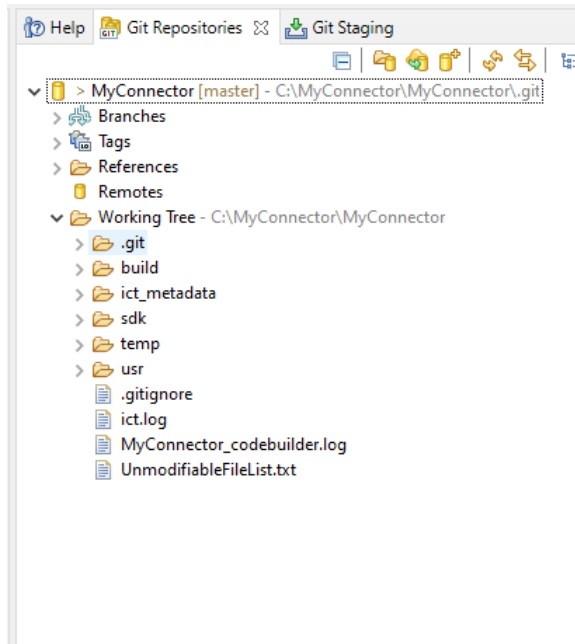 Help Git Repositories Git Staging
> MyConnector [master] - C:\MyConnector\MyConnector\.git
Branches
Tags
References
Remotes
Working Tree - C:\MyConnector\MyConnector
.git
build
ict_metadata
sdk
temp
usr
.gitignore
ict.log
MyConnector_codebuilder.log
UnmodifiableFileList.txt